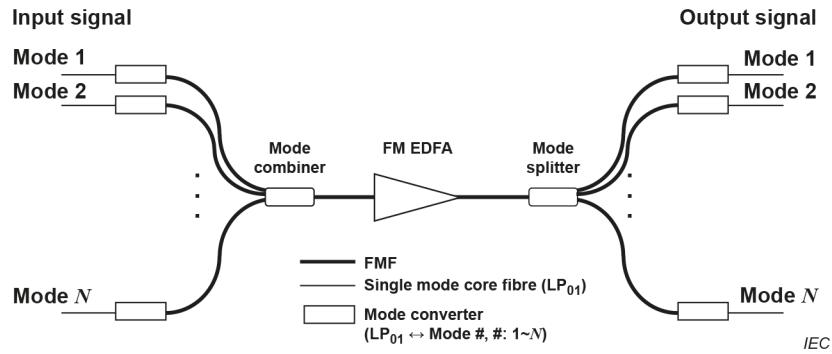 Input signal
Output signal
Mode 1
Mode 1
Mode 2
Mode 2
Mode
combiner
FM EDFA
Mode
splitter
FMF
Single mode core fibre (LP01)
Mode N
Mode N
Mode converter
(LP01 ↔ Mode #, #: 1~N)
IEC